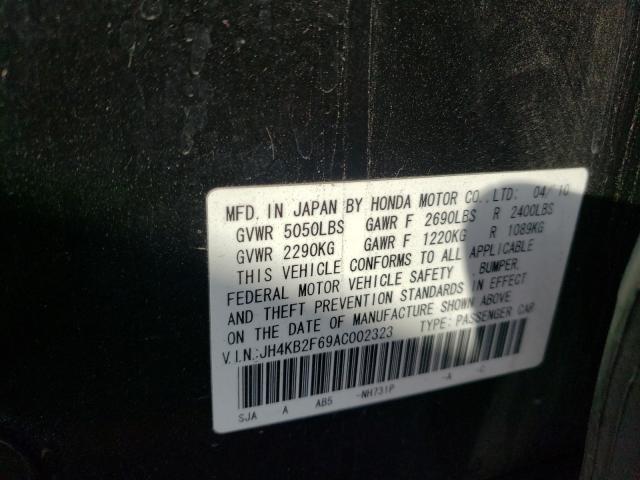 MFD. IN JAPAN BY HONDA MOTOR CO., LTD. 04/10
GVWR 5050LBS GAWR F 2690LBS R 2400LBS
GVWR 2290KG GAWR F 1220KG R 1089KG
THIS VEHICLE CONFORMS TO ALL APPLICABLE
FEDERAL MOTOR VEHICLE SAFETY, BUMPER,
AND THEFT PREVENTION STANDARDS IN EFFECT
ON THE DATE OF MANUFACTURE SHOWN ABOVE.
V.I.N.:JH4KB2F69AC002323 TYPE: PASSENGER CAR
SJA A AB5 -NH731P -A -C